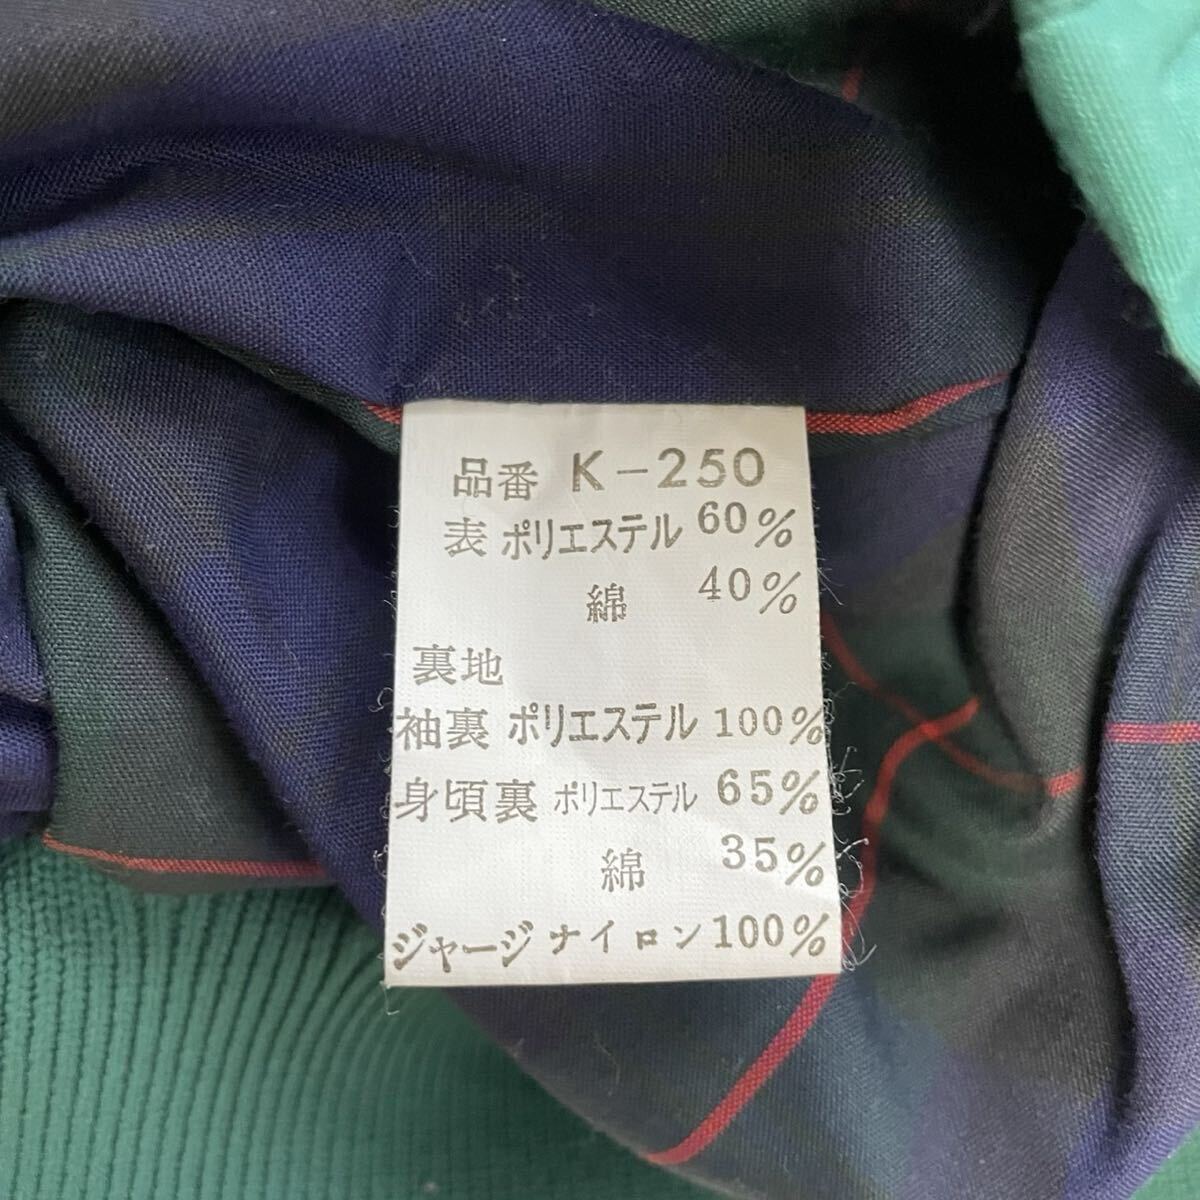 品番 K-250
表 ポリエステル 60%
綿 40%
裏地
袖裏 ポリエステル 100%
身頃裏 ポリエステル 65%
綿 35%
ジャージ ナイロン 100%